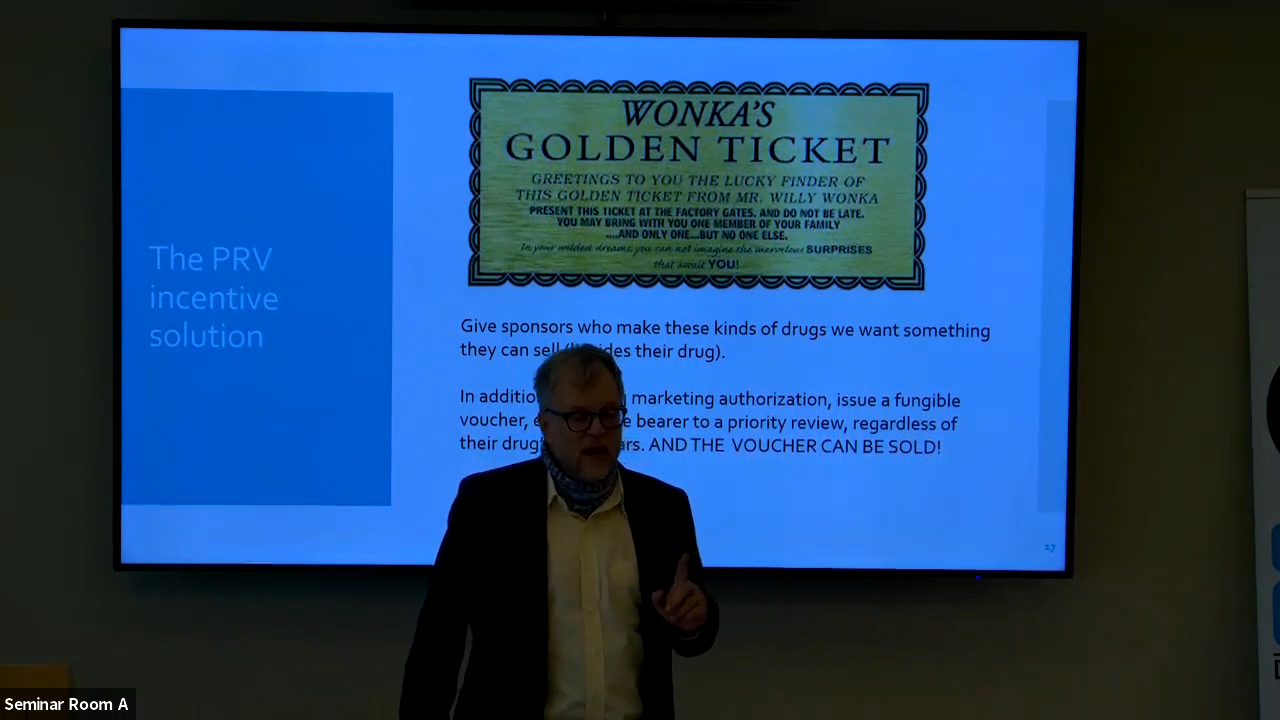 The PRV
incentive
solution
WONKA'S
GOLDEN TICKET
GREETINGS TO YOU THE LUCKY FINDER OF
THIS GOLDEN TICKET FROM MR. WILLY WONKA
PRESENT THIS TICKET AT THE FACTORY GATES. AND DO NOT BE LATE.
YOU MAY BRING WITH YOU ONE MEMBER OF YOUR FAMILY
....AND ONLY ONE...BUT NO ONE ELSE.
In your wildest dreams you can not imagine the marvelous SURPRISES
that await YOU!
Give sponsors who make these kinds of drugs we want something
they can sell their drug).
In marketing authorization, issue a fungible
voucher, bearer to a priority review, regardless of
their AND THE VOUCHER CAN BE SOLD!
17
Seminar Room A